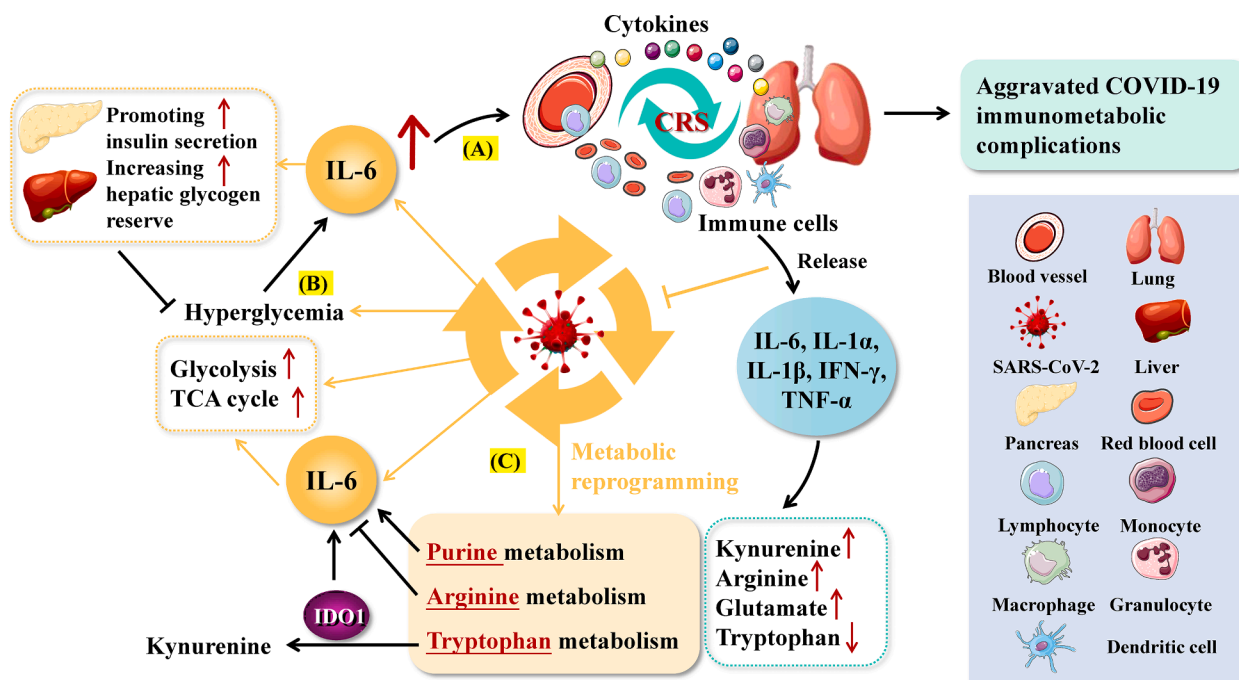 Cytokines
Promoting
insulin secretion
Increasing
hepatic glycogen
reserve
IL-6
(A)
CRS
Aggravated COVID-19
immunometabolic
complications
Immune cells
Release
(B)
Hyperglycemia
Glycolysis
TCA cycle
IL-6, IL-1α,
IL-1β, IFN-γ,
TNF-α
IL-6
(C)
Metabolic
reprogramming
Purine metabolism
Arginine metabolism
Tryptophan metabolism
IDO1
Kynurenine
Kynurenine
Arginine
Glutamate
Tryptophan
Blood vessel
Lung
SARS-CoV-2
Liver
Pancreas
Red blood cell
Lymphocyte
Monocyte
Macrophage
Granulocyte
Dendritic cell